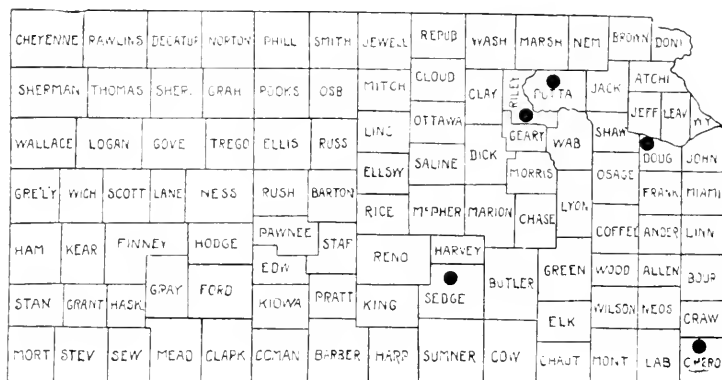 CHEYENNE RAWLINS DECATUR NORTON PHILL SMITH JEWELL REPUB WASH MARSH NEM BROWN DONI
SHERMAN THOMAS SHER. GRAH ROOKS OSB MITCH CLOUD CLAY RILEY POTTA JACK ATCHI
JEFF LEAV WY
WALLACE LOGAN GOVE TREGO ELLIS RUSS LINC OTTAWA GEARY WAB SHAW DOUG JOHN
ELLSW SALINE DICK MORRIS OSAGE
GRE'LY WICH SCOTT LANE NESS RUSH BARTON RICE McPHER MARION CHASE LYON FRANK MIAMI
HAM KEAR FINNEY HODGE PAWNEE STAF RENO HARVEY COFFEE ANDER LINN
EDW
STAN GRANT HASK GRAY FORD KIOWA PRATT KING SEDGE BUTLER GREEN WOOD ALLEN BOUR
ELK WILSON NEOS CRAW
MORT STEV SEW MEAD CLARK COMAN BARBER HARP SUMNER COW CHAUT MONT LAB CHERO